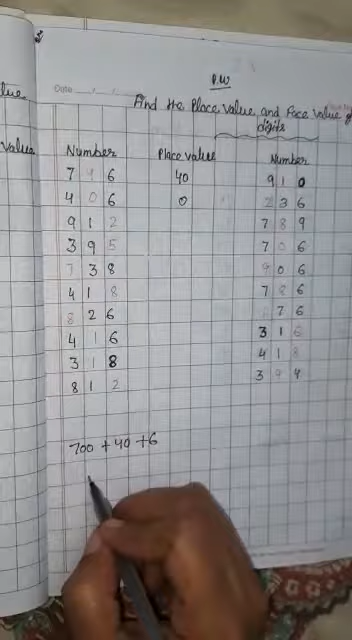 P.W
Date
Find the Place Value and Face Value of
digits
Value
Number Place value Number
7 4 6 40 9 1 0
4 0 6 0 2 3 6
9 1 2 7 8 9
3 9 5 7 0 6
7 3 8 9 0 6
4 1 8 7 8 6
8 2 6 7 6
4 1 6 3 1 6
3 1 8 4 1 8
8 1 2 3 9 4
700 + 40 + 6